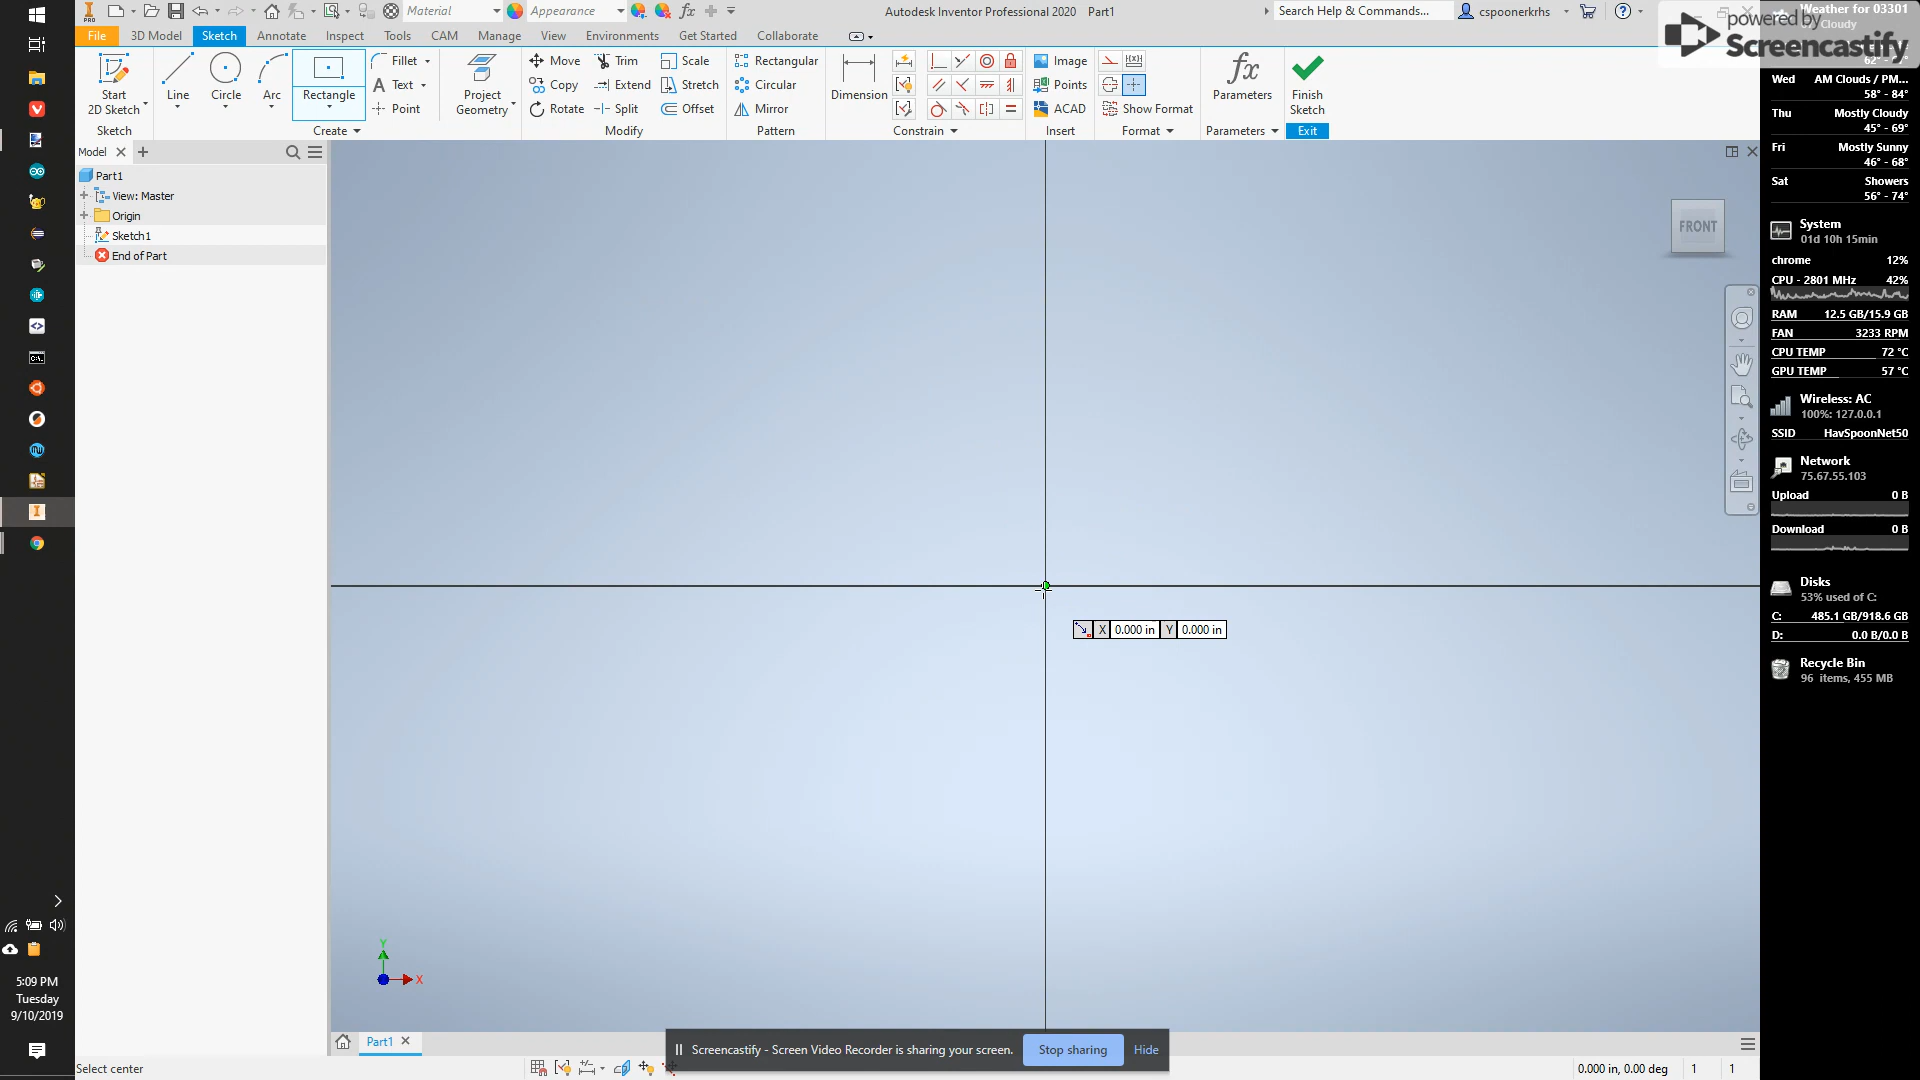 Material
Appearance
fx
Autodesk Inventor Professional 2020 Part1
Search Help & Commands...
cspoonerkrhs
PRO
File 3D Model Sketch Annotate Inspect Tools CAM Manage View Environments Get Started Collaborate
Start
2D Sketch
Line
Circle
Arc
Rectangle
Fillet
Text
Point
Project
Geometry
Move
Copy
Rotate
Trim
Extend
Split
Scale
Stretch
Offset
Rectangular
Circular
Mirror
Dimension
Image
Points
ACAD
Show Format
fx
Parameters
Finish
Sketch
Sketch
Create
Modify
Pattern
Constrain
Insert
Format
Parameters
Exit
Model
Part1
View: Master
Origin
Sketch1
End of Part
FRONT
X 0.000 in Y 0.000 in
Y
X
Part1
Screencastify - Screen Video Recorder is sharing your screen.
Stop sharing
Hide
Select center
0.000 in, 0.00 deg 1 1
5:09 PM
Tuesday
9/10/2019
powered by
Screencastify
Weather for 03301
Cloudy
62° -
Wed AM Clouds / PM...
58° - 84°
Thu Mostly Cloudy
45° - 69°
Fri Mostly Sunny
46° - 68°
Sat Showers
56° - 74°
System
01d 10h 15min
chrome 12%
CPU - 2801 MHz 42%
RAM 12.5 GB/15.9 GB
FAN 3233 RPM
CPU TEMP 72 °C
GPU TEMP 57 °C
Wireless: AC
100%: 127.0.0.1
SSID HavSpoonNet50
Network
75.67.55.103
Upload 0 B
Download 0 B
Disks
53% used of C:
C: 485.1 GB/918.6 GB
D: 0.0 B/0.0 B
Recycle Bin
96 items, 455 MB